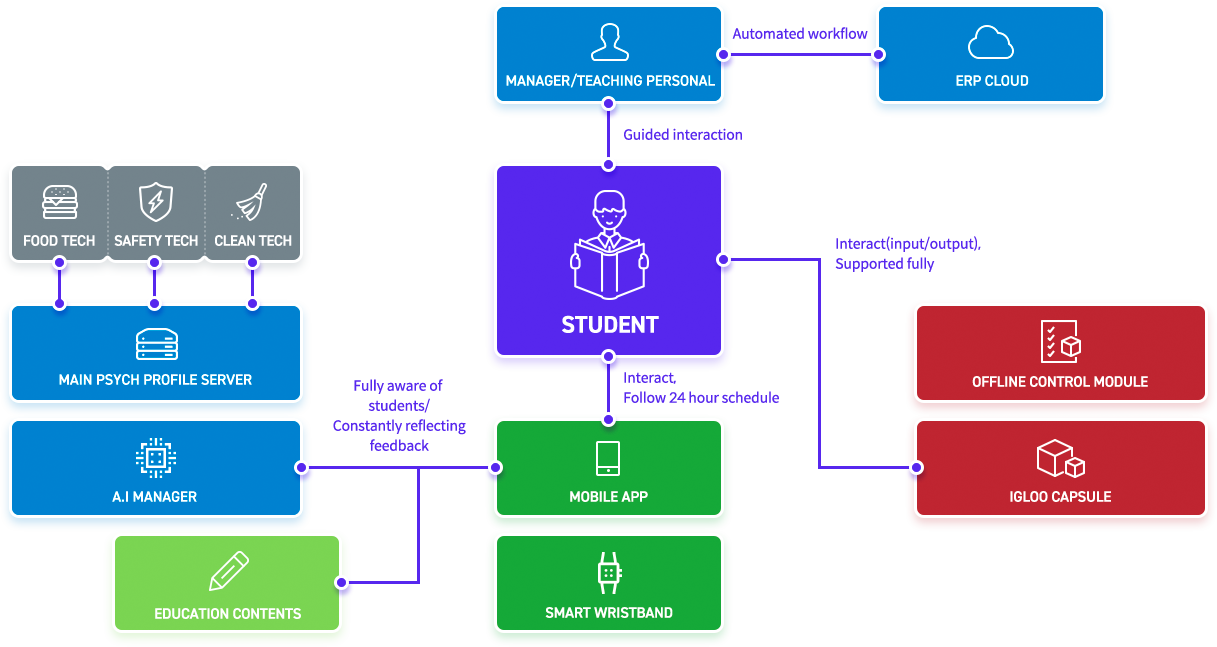 MANAGER/TEACHING PERSONAL
Automated workflow
ERP CLOUD
Guided interaction
FOOD TECH
SAFETY TECH
CLEAN TECH
STUDENT
Interact(input/output),
Supported fully
MAIN PSYCH PROFILE SERVER
OFFLINE CONTROL MODULE
Fully aware of
students/
Constantly reflecting
feedback
Interact,
Follow 24 hour schedule
A.I MANAGER
MOBILE APP
IGLOO CAPSULE
EDUCATION CONTENTS
SMART WRISTBAND